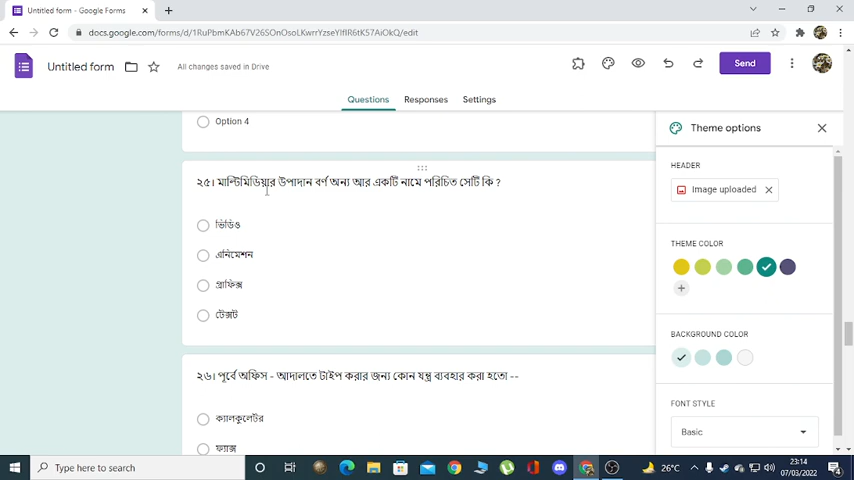 Untitled form - Google Forms
docs.google.com/forms/d/1RuPbmKAb67V26SOnOsoLKwrrYzseYIfIR6tK57AiOkQ/edit
Untitled form
All changes saved in Drive
Send
Questions
Responses
Settings
Option 4
Theme options
HEADER
Image uploaded
THEME COLOR
BACKGROUND COLOR
FONT STYLE
Basic
২৫। মাল্টিমিডিয়ার উপাদান বর্ণ অন্য আর একটি নামে পরিচিত সেটি কি ?
ভিডিও
এনিমেশন
গ্রাফিক্স
টেক্সট
২৬। পূর্বে অফিস - আদালতে টাইপ করার জন্য কোন যন্ত্র ব্যবহার করা হতো --
ক্যালকুলেটর
ফ্যাক্স
Type here to search
26°C
23:14
07/03/2022
4